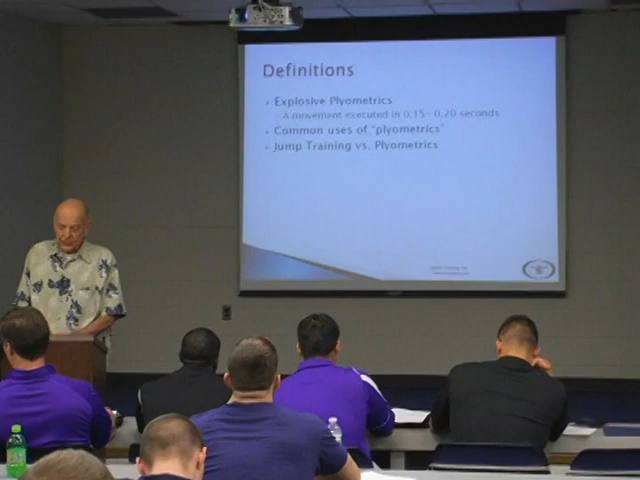 Definitions
Explosive Plyometrics
A movement executed in 0.15- 0.20 seconds
Common uses of "plyometrics"
Jump Training vs. Plyometrics